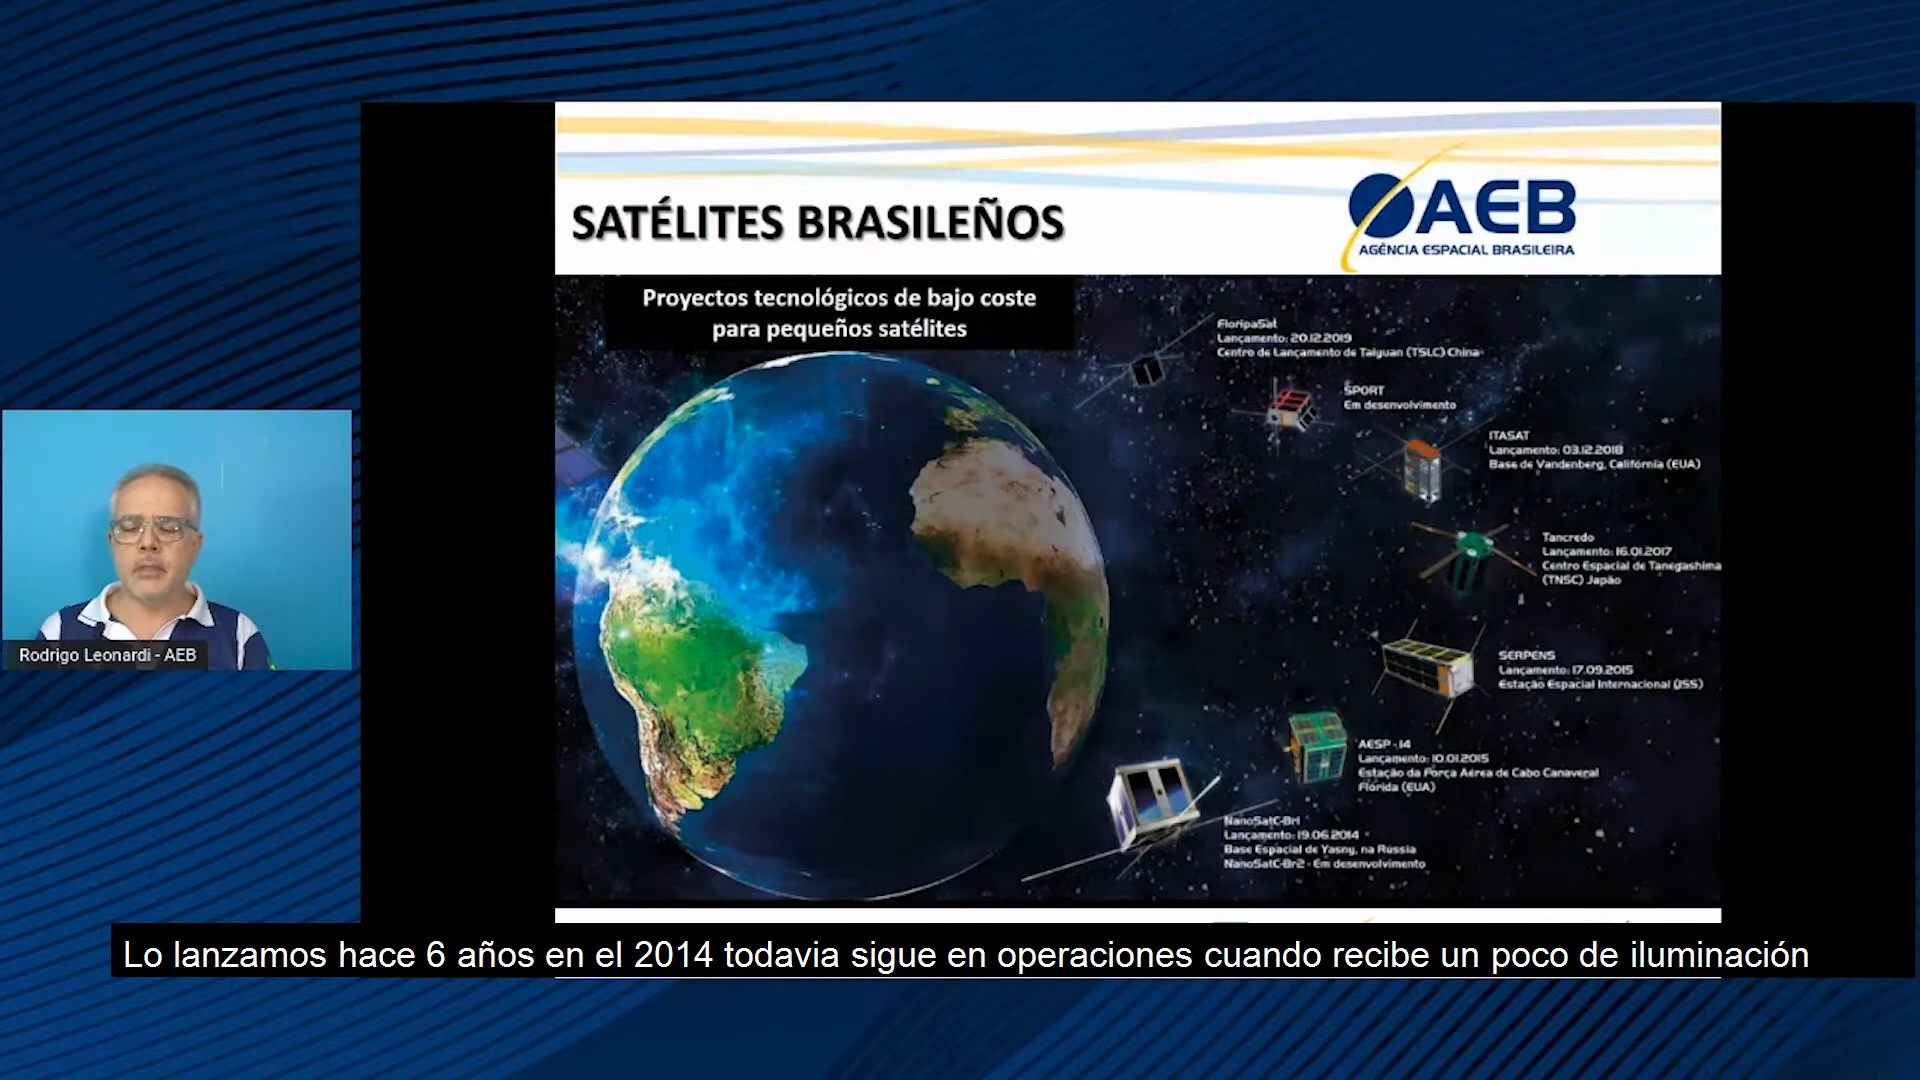 SATÉLITES BRASILEÑOS
AEB
AGÊNCIA ESPACIAL BRASILEIRA
Proyectos tecnológicos de bajo coste
para pequeños satélites
FloripaSat
Lançamento: 20.12.2019
Centro de Lançamento de Taiyuan (TSLC) China
SPORT
Em desenvolvimento
ITASAT
Lançamento: 03.12.2018
Base de Vandenberg, Califórnia (EUA)
Tancredo
Lançamento: 16.01.2017
Centro Espacial de Tanegashima
(TNSC) Japão
SERPENS
Lançamento: 17.09.2015
Estação Espacial Internacional (ISS)
AESP - 14
Lançamento: 10.01.2015
Estação da Força Aérea de Cabo Canaveral
Flórida (EUA)
NanoSatC-Br1
Lançamento: 19.06.2014
Base Espacial de Yasny, na Rússia
NanoSatC-Br2 - Em desenvolvimento
Rodrigo Leonardi - AEB
Lo lanzamos hace 6 años en el 2014 todavia sigue en operaciones cuando recibe un poco de iluminación